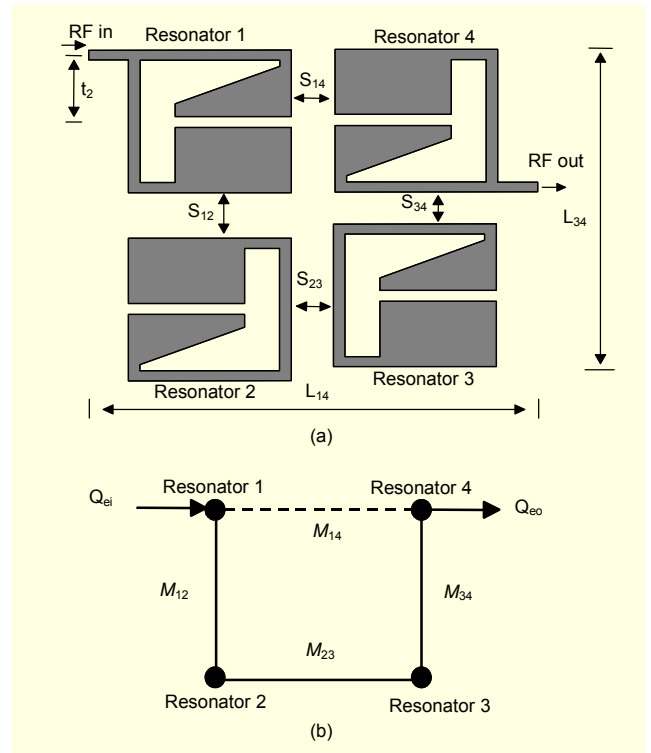 RF in
Resonator 1
Resonator 4
t2
S14
RF out
S12
S34
L34
S23
Resonator 2
Resonator 3
L14
(a)
Resonator 1
Resonator 4
Qei
Qeo
M14
M12
M34
M23
Resonator 2
Resonator 3
(b)